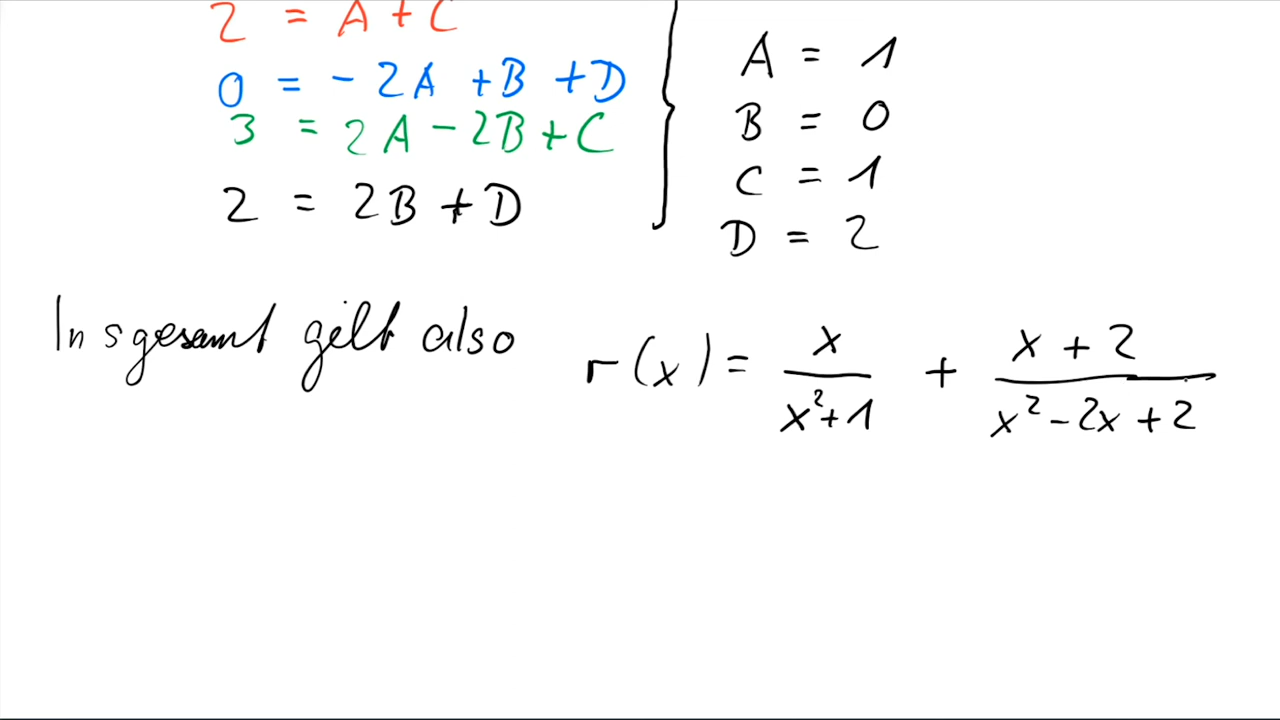 2 = A + C
0 = -2A + B + D
3 = 2A - 2B + C
2 = 2B + D
A = 1
B = 0
C = 1
D = 2
Insgesamt gilt also r(x) = x/(x²+1) + (x+2)/(x²-2x+2)